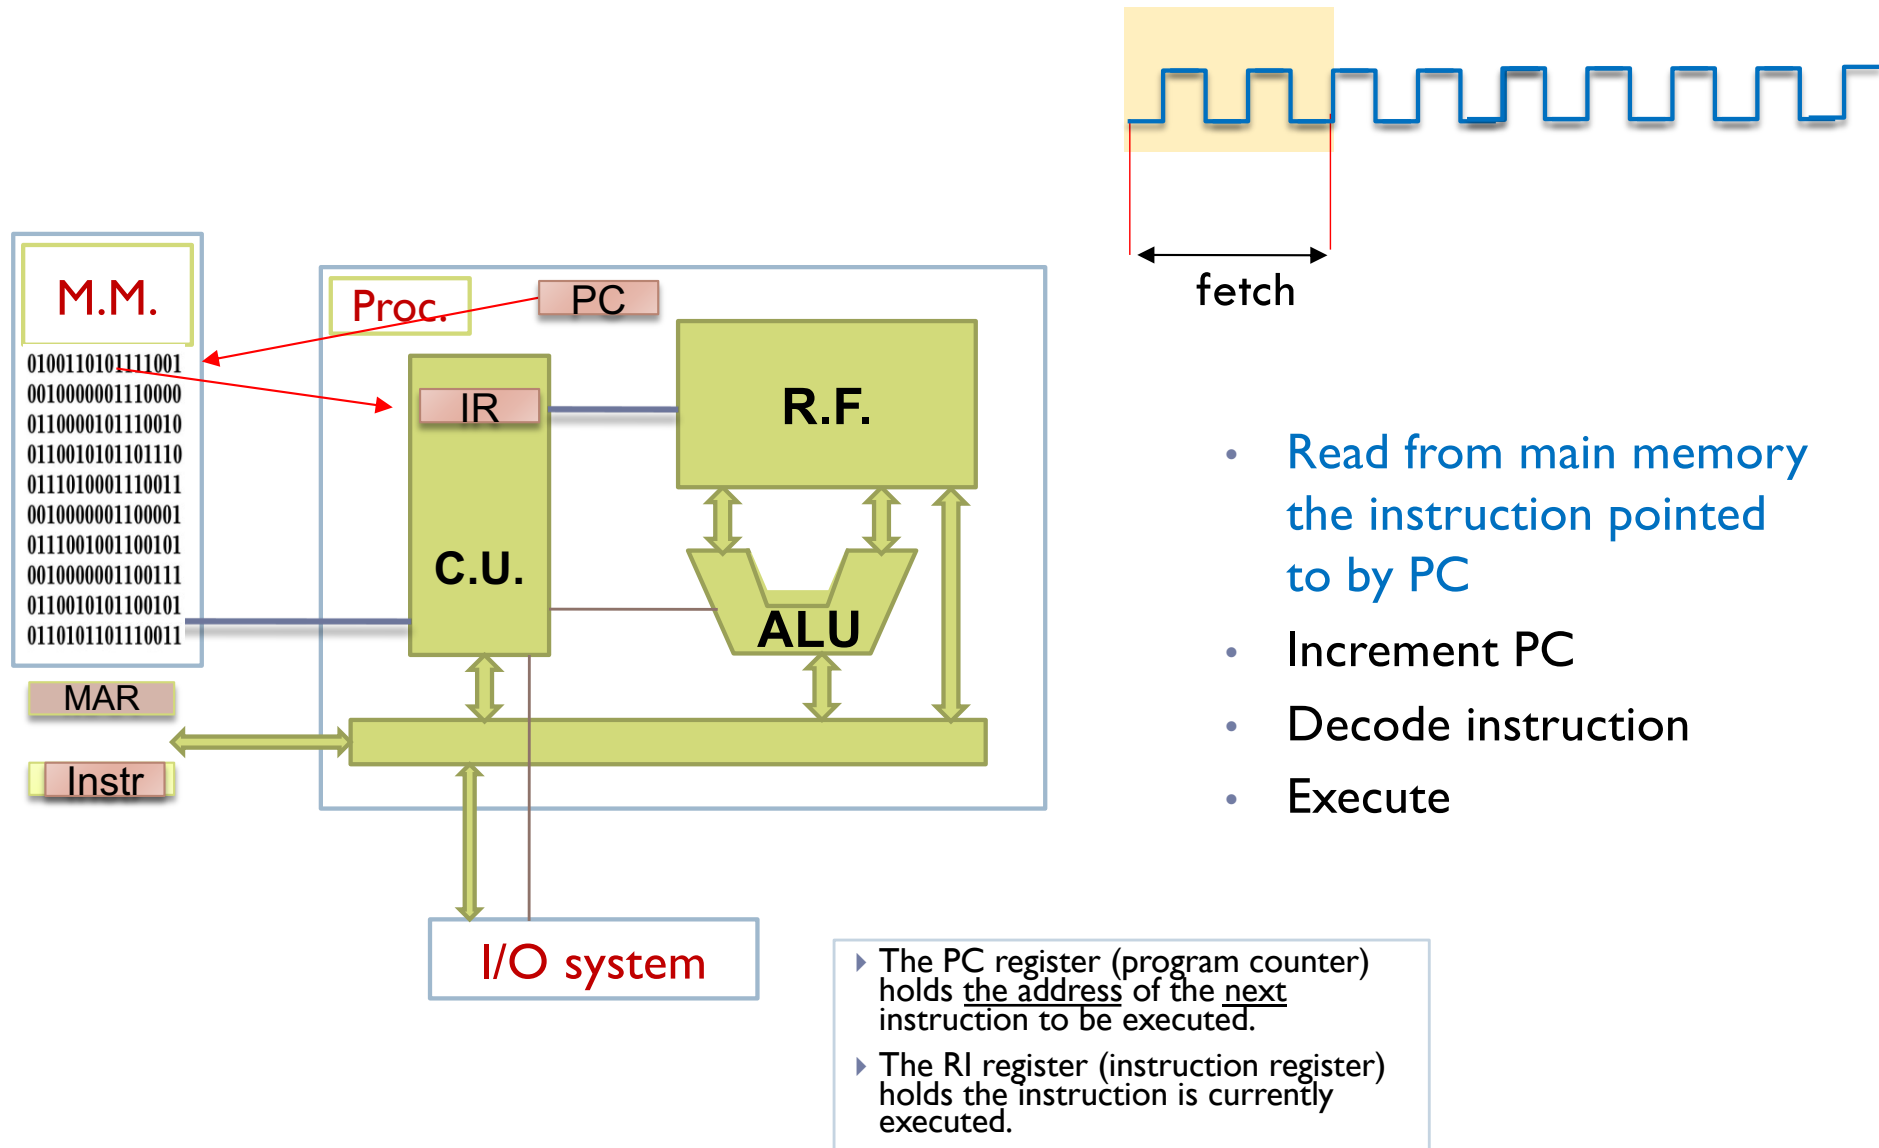 fetch
M.M.
0100110101111001
0010000001110000
0110000101110010
0110010101101110
0111010001110011
0010000001100001
0111001001100101
0010000001100111
0110010101100101
0110101101110011
MAR
Instr
Proc.
PC
IR
C.U.
R.F.
ALU
I/O system
• Read from main memory
the instruction pointed
to by PC
• Increment PC
• Decode instruction
• Execute
The PC register (program counter)
holds the address of the next
instruction to be executed.
The RI register (instruction register)
holds the instruction is currently
executed.